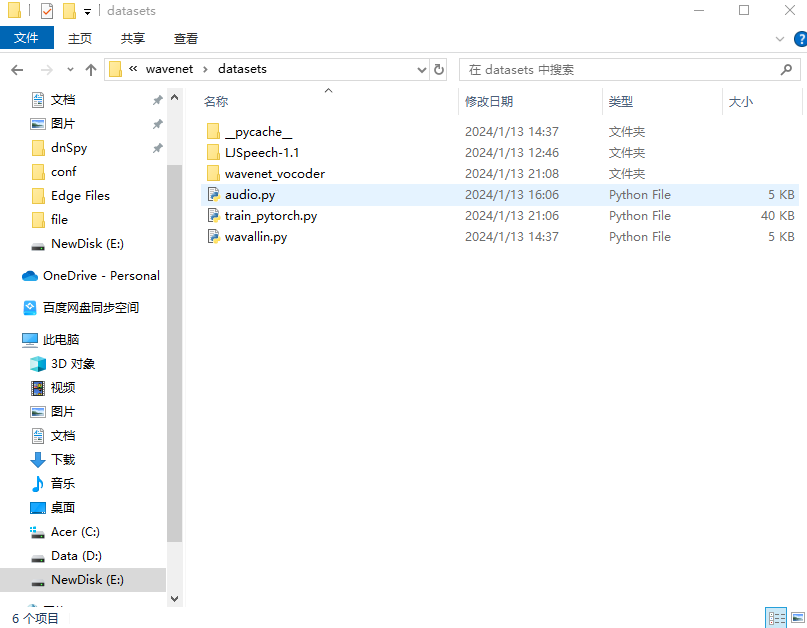 datasets
文件 主页 共享 查看
« wavenet › datasets 在 datasets 中搜索
文档
图片
dnSpy
conf
Edge Files
file
NewDisk (E:)
OneDrive - Personal
百度网盘同步空间
此电脑
3D 对象
视频
图片
文档
下载
音乐
桌面
Acer (C:)
Data (D:)
NewDisk (E:)
名称 修改日期 类型 大小
__pycache__ 2024/1/13 14:37 文件夹
LJSpeech-1.1 2024/1/13 12:46 文件夹
wavenet_vocoder 2024/1/13 21:08 文件夹
audio.py 2024/1/13 16:06 Python File 5 KB
train_pytorch.py 2024/1/13 21:06 Python File 40 KB
wavallin.py 2024/1/13 14:37 Python File 5 KB
6 个项目